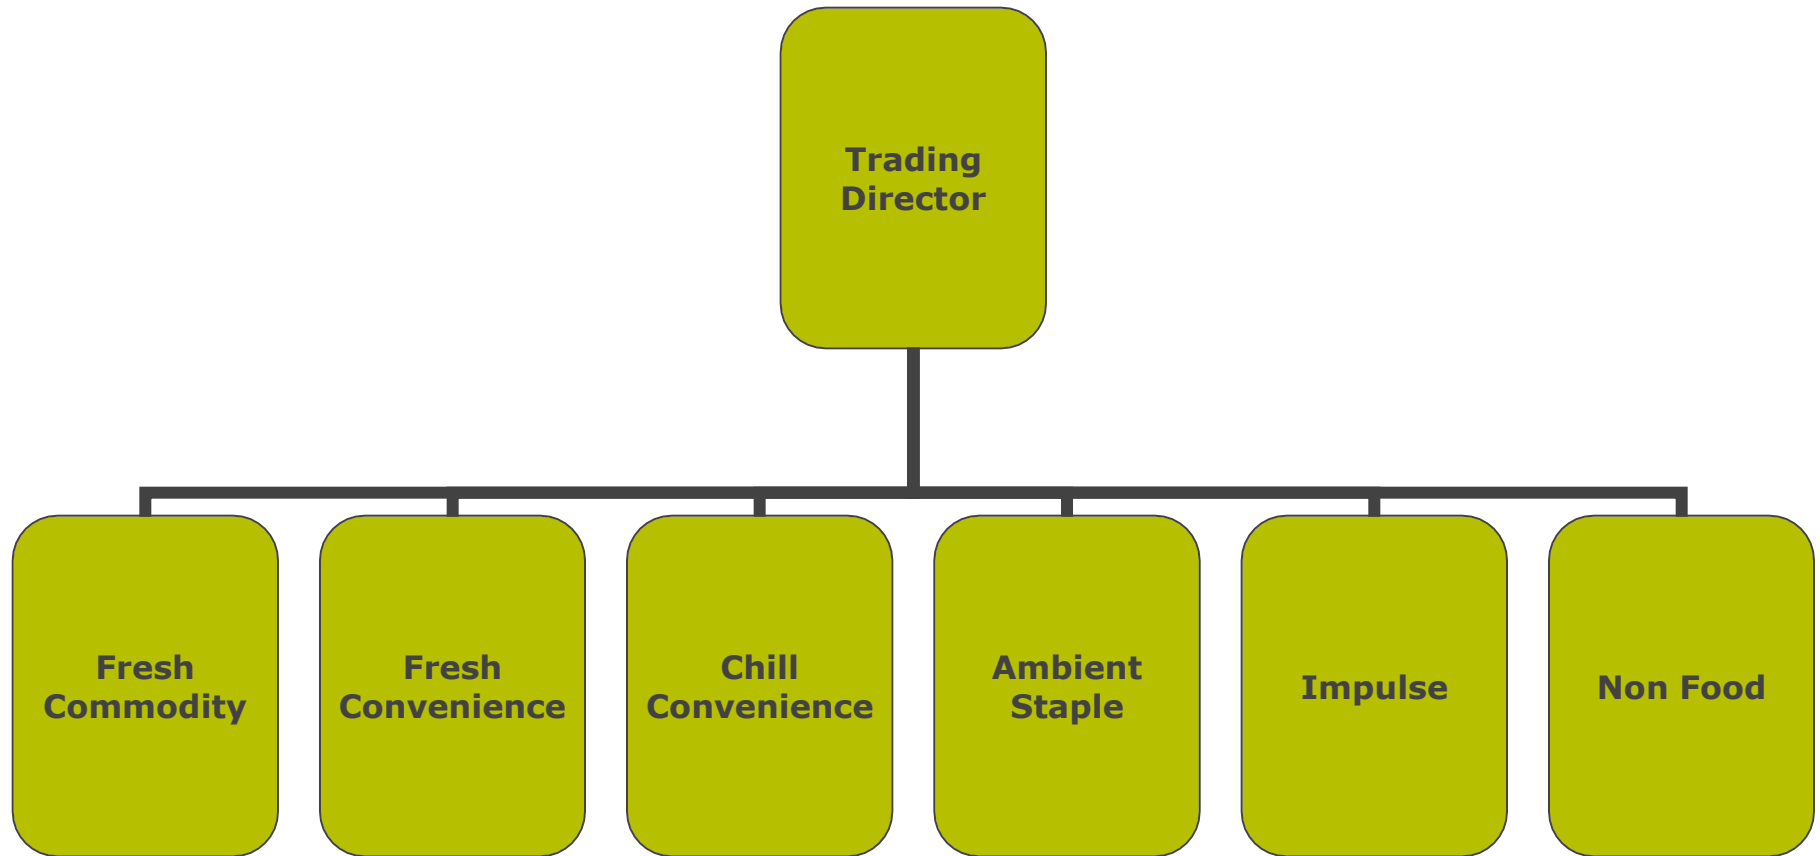 Trading
Director
Fresh
Commodity
Fresh
Convenience
Chill
Convenience
Ambient
Staple
Impulse
Non Food